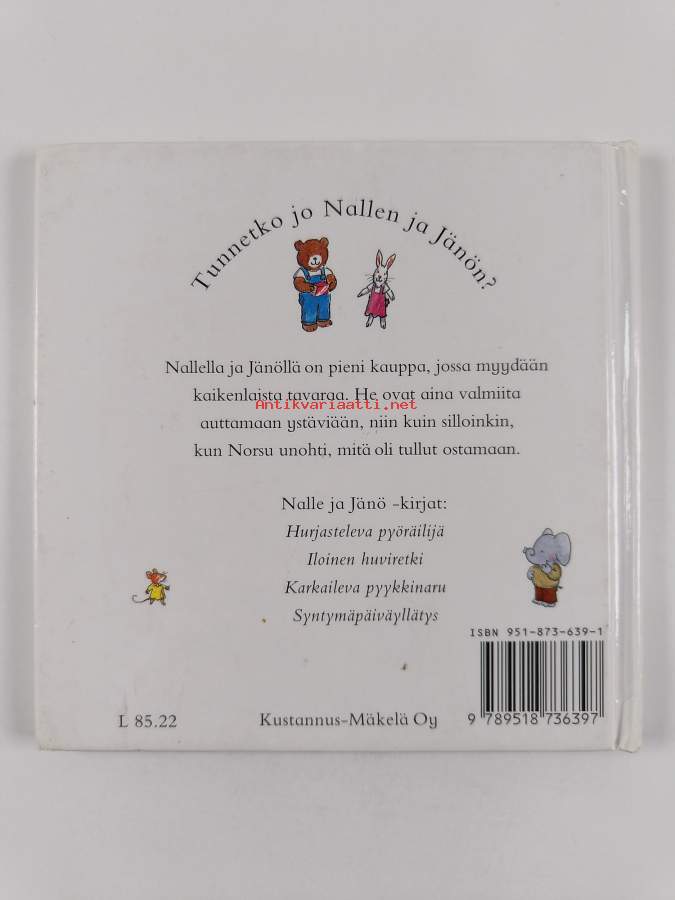 Tunnetko jo Nallen ja Jänön?
Nallella ja Jänöllä on pieni kauppa, jossa myydään
kaikenlaista tavaraa. He ovat aina valmiita
Antikvariaatti.net
auttamaan ystäviään, niin kuin silloinkin,
kun Norsu unohti, mitä oli tullut ostamaan.
Nalle ja Jänö -kirjat:
Hurjasteleva pyöräilijä
Iloinen huviretki
Karkaileva pyykkinaru
Syntymäpäiväyllätys
ISBN 951-873-639-1
L 85.22
Kustannus-Mäkelä Oy
9 789518 736397